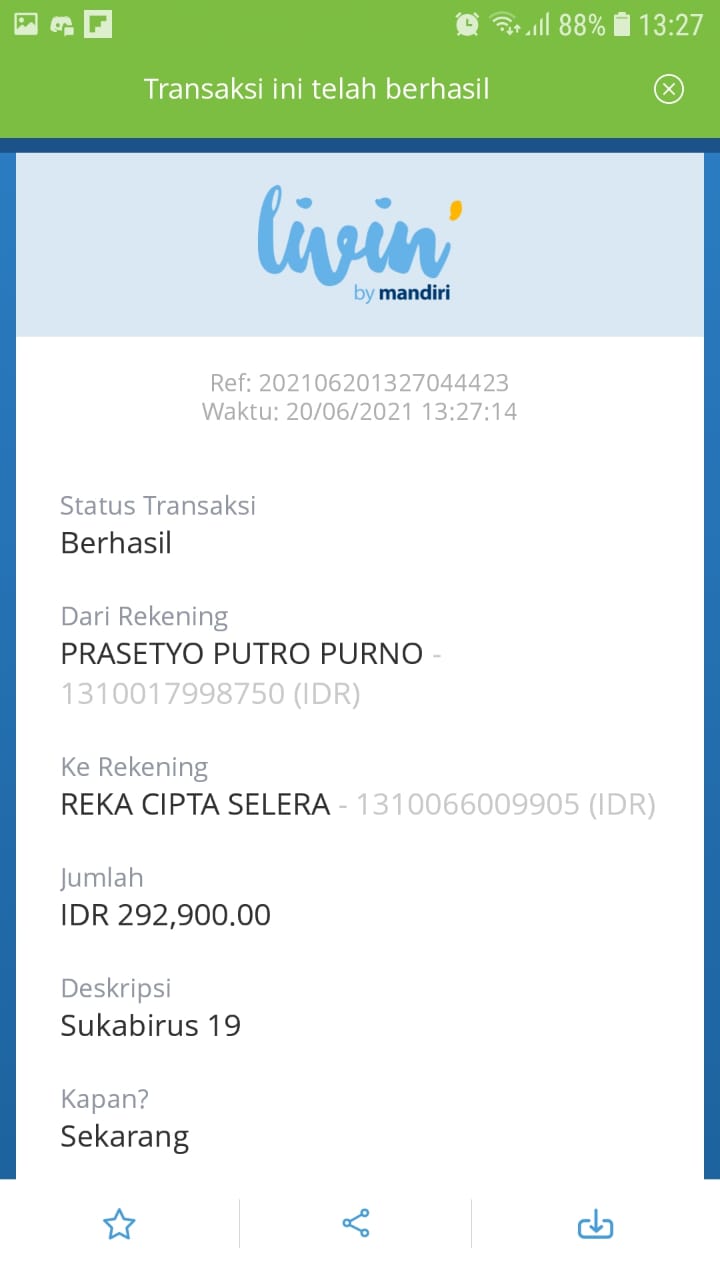 88% 13:27
Transaksi ini telah berhasil
livin'
by mandiri
Ref: 202106201327044423
Waktu: 20/06/2021 13:27:14
Status Transaksi
Berhasil
Dari Rekening
PRASETYO PUTRO PURNO -
1310017998750 (IDR)
Ke Rekening
REKA CIPTA SELERA - 1310066009905 (IDR)
Jumlah
IDR 292,900.00
Deskripsi
Sukabirus 19
Kapan?
Sekarang